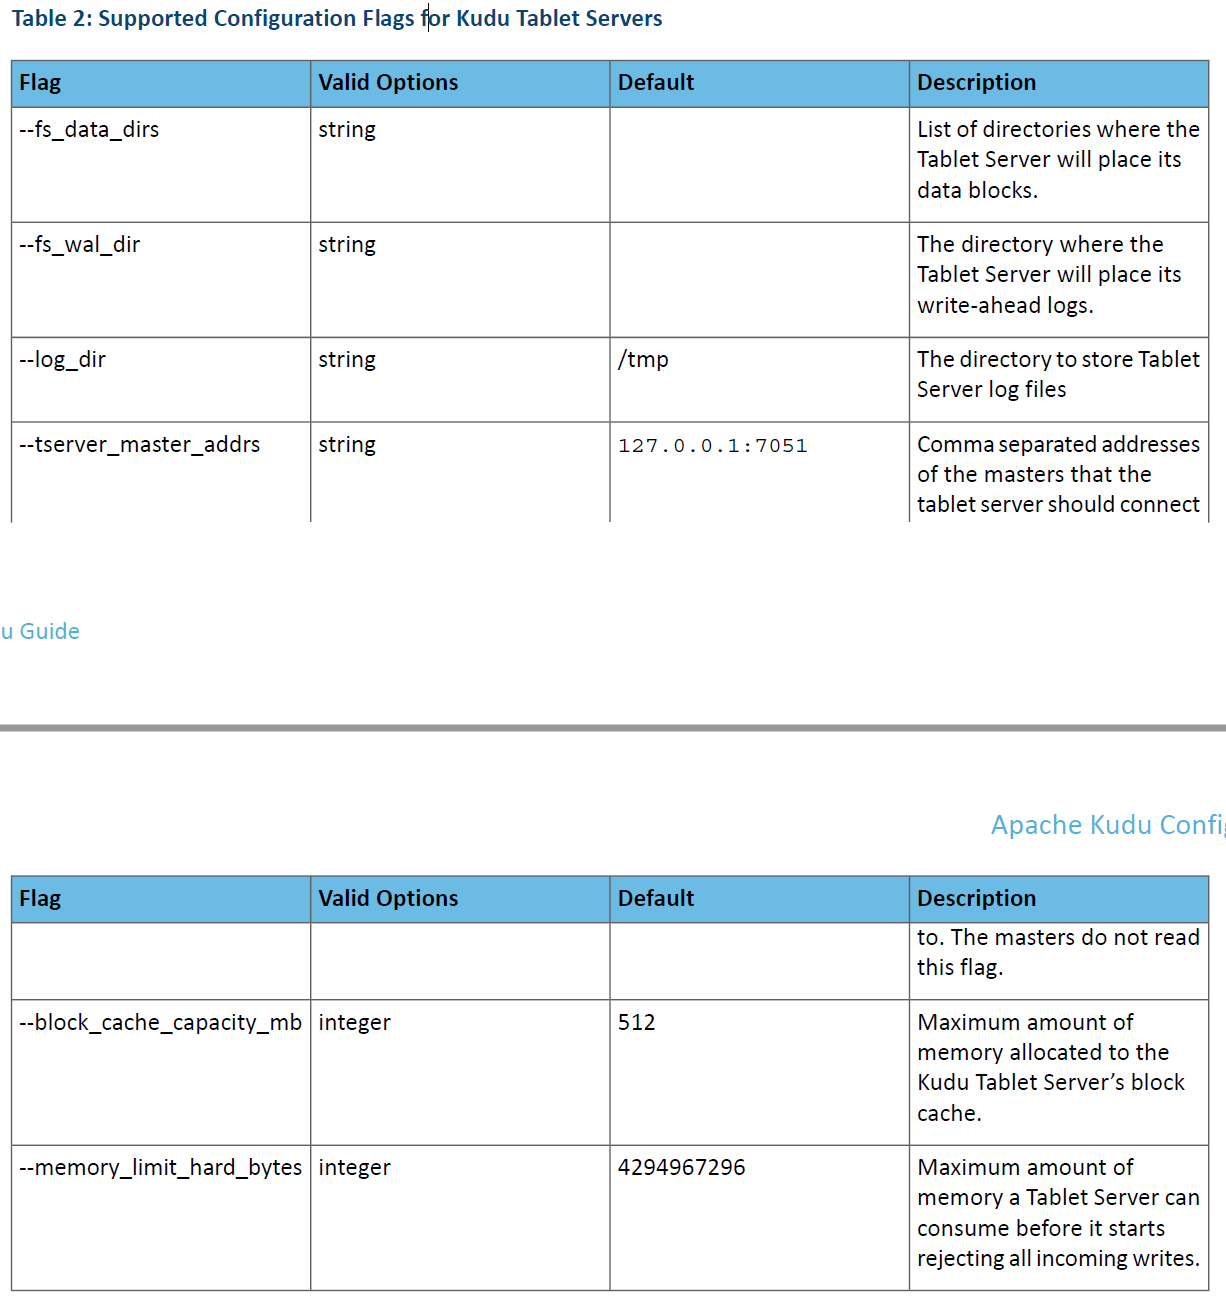 Table 2: Supported Configuration Flags for Kudu Tablet Servers
Flag Valid Options Default Description
--fs_data_dirs string List of directories where the
Tablet Server will place its
data blocks.
--fs_wal_dir string The directory where the
Tablet Server will place its
write-ahead logs.
--log_dir string /tmp The directory to store Tablet
Server log files
--tserver_master_addrs string 127.0.0.1:7051 Comma separated addresses
of the masters that the
tablet server should connect
u Guide
Apache Kudu Config
Flag Valid Options Default Description
to. The masters do not read
this flag.
--block_cache_capacity_mb integer 512 Maximum amount of
memory allocated to the
Kudu Tablet Server’s block
cache.
--memory_limit_hard_bytes integer 4294967296 Maximum amount of
memory a Tablet Server can
consume before it starts
rejecting all incoming writes.